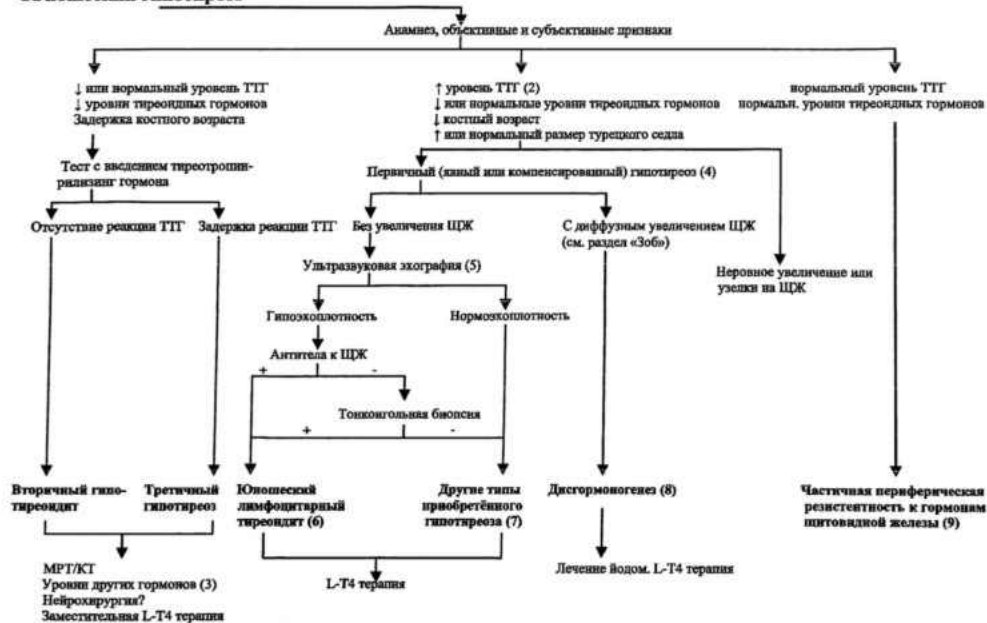 Анамнез, объективные и субъективные признаки
↓ или нормальный уровень ТТГ
↓ уровни тиреоидных гормонов
Задержка костного возраста
↑ уровень ТТГ (2)
↓ или нормальные уровни тиреоидных гормонов
↓ костный возраст
↑ или нормальный размер турецкого седла
нормальный уровень ТТГ
нормальн. уровни тиреоидных гормонов
Тест с введением тиреотропин-
рилизинг гормона
Первичный (явный или компенсированный) гипотиреоз (4)
Отсутствие реакции ТТГ
Задержка реакции ТТГ
Без увеличения ЩЖ
С диффузным увеличением ЩЖ
(см. раздел «Зоб»)
Неровное увеличение или
узелки на ЩЖ
Ультразвуковая эхография (5)
Гипоэхоплотность
Нормоэхоплотность
Антитела к ЩЖ
+ -
Тонкоигольная биопсия
+ -
Вторичный гипо-
тиреоидит
Третичный
гипотиреоз
Юношеский
лимфоцитарный
тиреоидит (6)
Другие типы
приобретённого
гипотиреоза (7)
Дисгормоногенез (8)
Частичная периферическая
резистентность к гормонам
щитовидной железы (9)
МРТ/КТ
Уровни других гормонов (3)
Нейрохирургия?
Заместительная L-T4 терапия
L-T4 терапия
Лечение йодом. L-T4 терапия